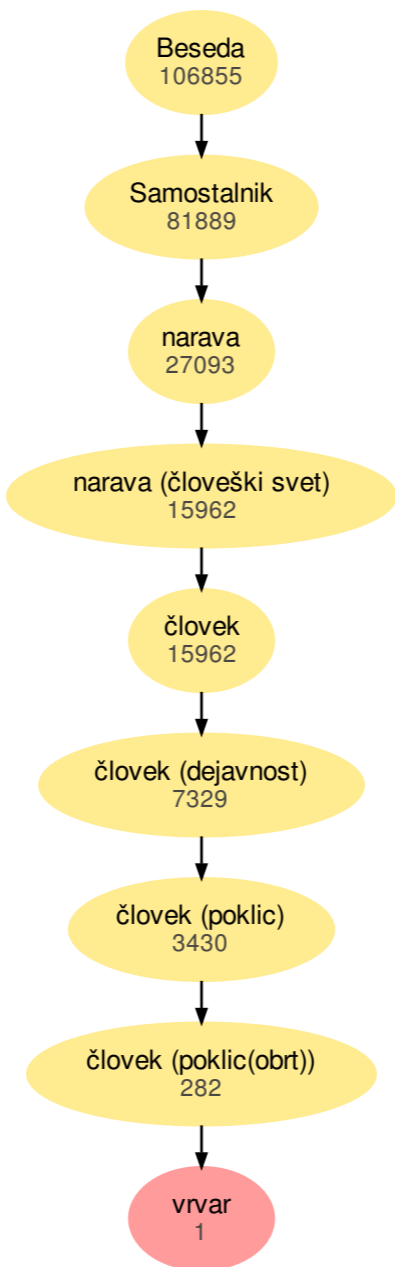 Beseda
106855
Samostalnik
81889
narava
27093
narava (človeški svet)
15962
človek
15962
človek (dejavnost)
7329
človek (poklic)
3430
človek (poklic(obrt))
282
vrvar
1